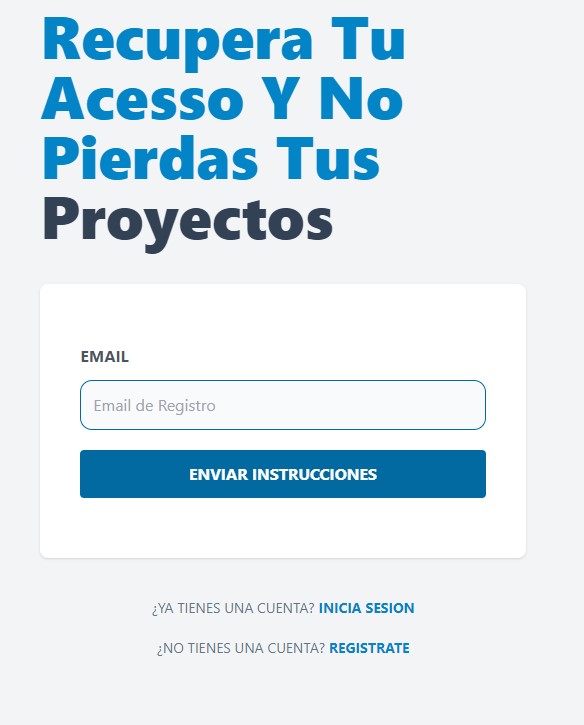 Recupera Tu
Acesso Y No
Pierdas Tus
Proyectos
EMAIL
Email de Registro
ENVIAR INSTRUCCIONES
¿YA TIENES UNA CUENTA? INICIA SESION
¿NO TIENES UNA CUENTA? REGISTRATE